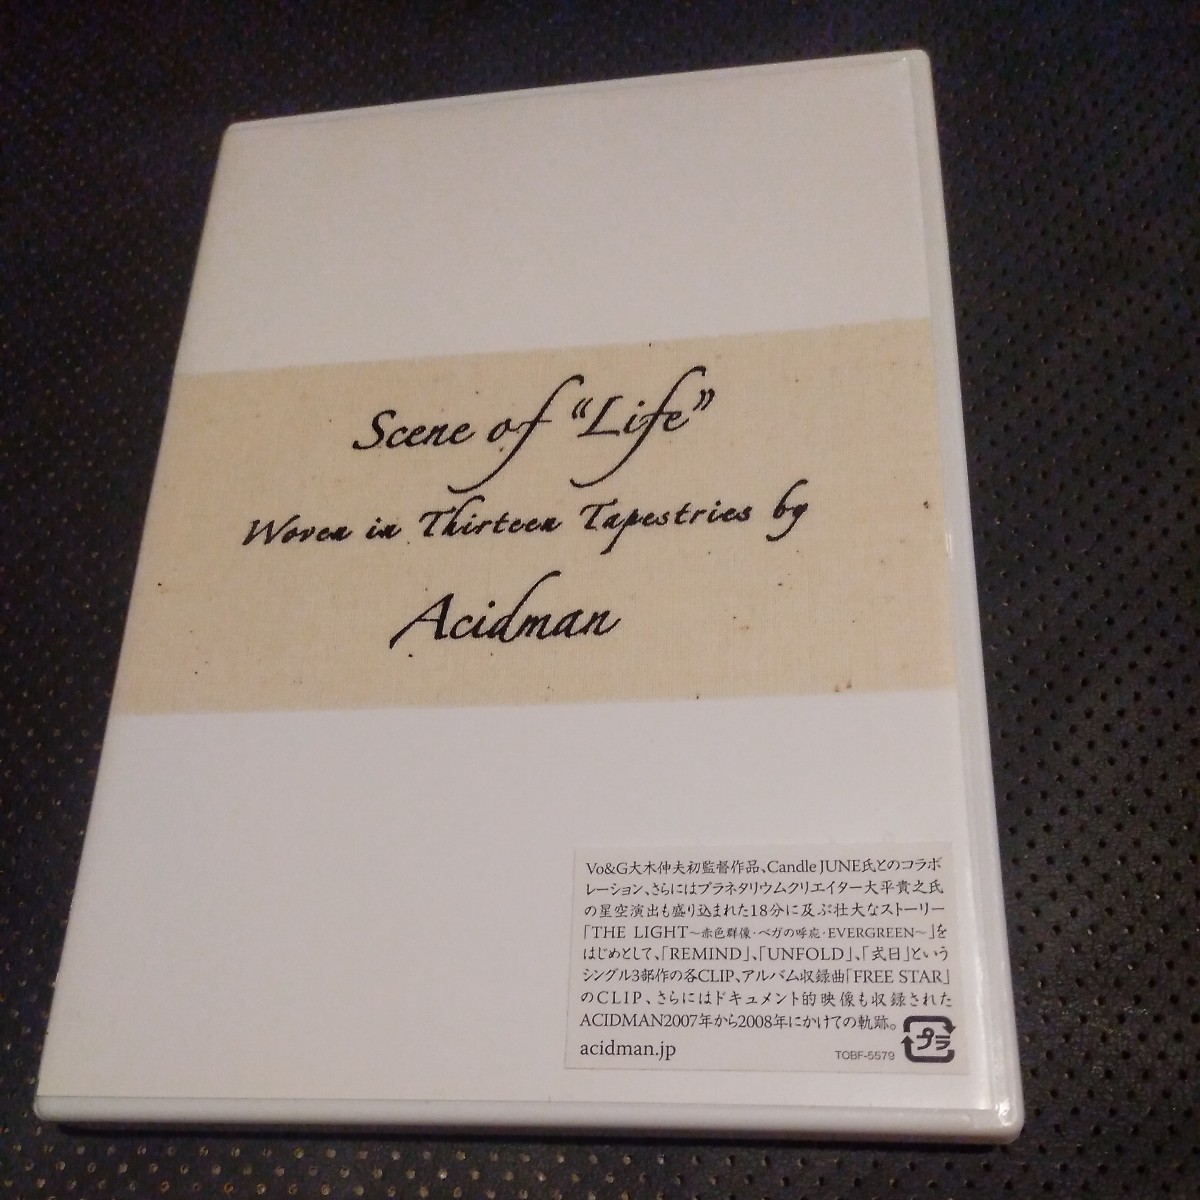 Scene of “Life”
Woven in Thirteen Tapestries by
Acidman
Vo&G大木伸夫初監督作品、Candle JUNE氏とのコラボ
レーション、さらにはプラネタリウムクリエイター大平貴之氏
の星空演出も盛り込まれた18分に及ぶ壮大なストーリー
「THE LIGHT～赤色群像・ベガの呼応・EVERGREEN～」を
はじめとして、「REMIND」、「UNFOLD」、「式日」という
シングル3部作の各CLIP、アルバム収録曲「FREE STAR」
のCLIP、さらにはドキュメント的映像も収録された
ACIDMAN2007年から2008年にかけての軌跡。
acidman.jp
TOBF-5579
プラ